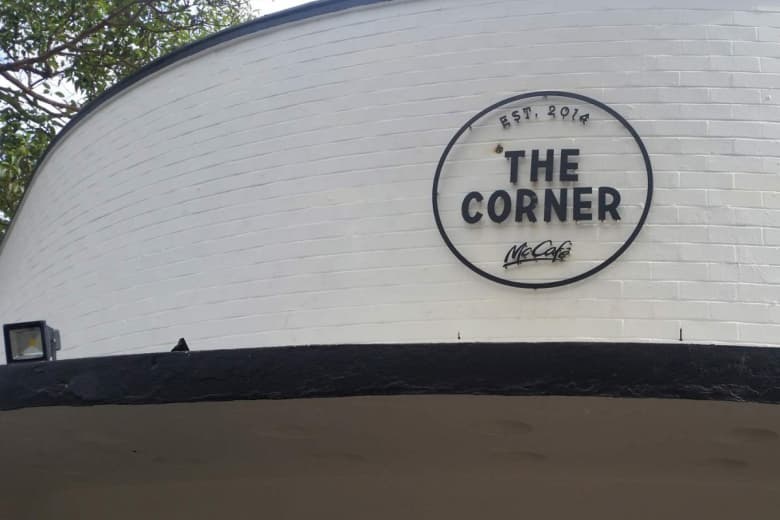 EST. 2014
THE
CORNER
McCafé